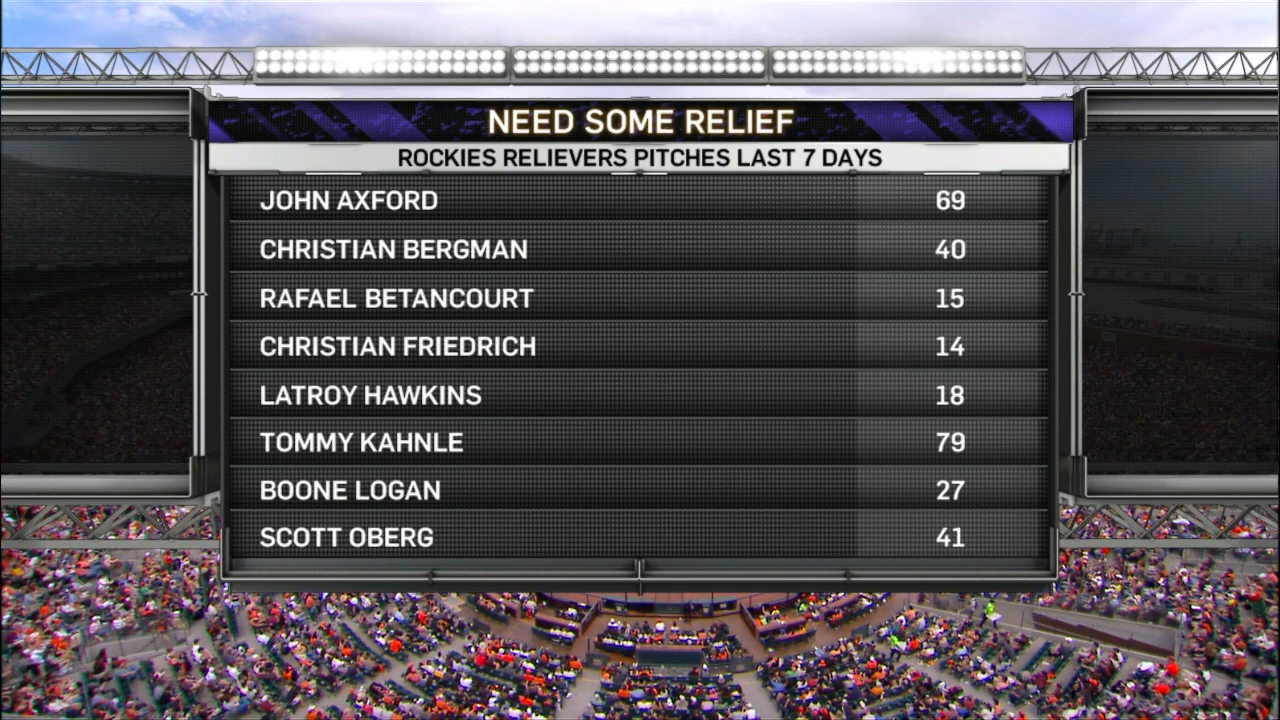 NEED SOME RELIEF
ROCKIES RELIEVERS PITCHES LAST 7 DAYS
JOHN AXFORD 69
CHRISTIAN BERGMAN 40
RAFAEL BETANCOURT 15
CHRISTIAN FRIEDRICH 14
LATROY HAWKINS 18
TOMMY KAHNLE 79
BOONE LOGAN 27
SCOTT OBERG 41